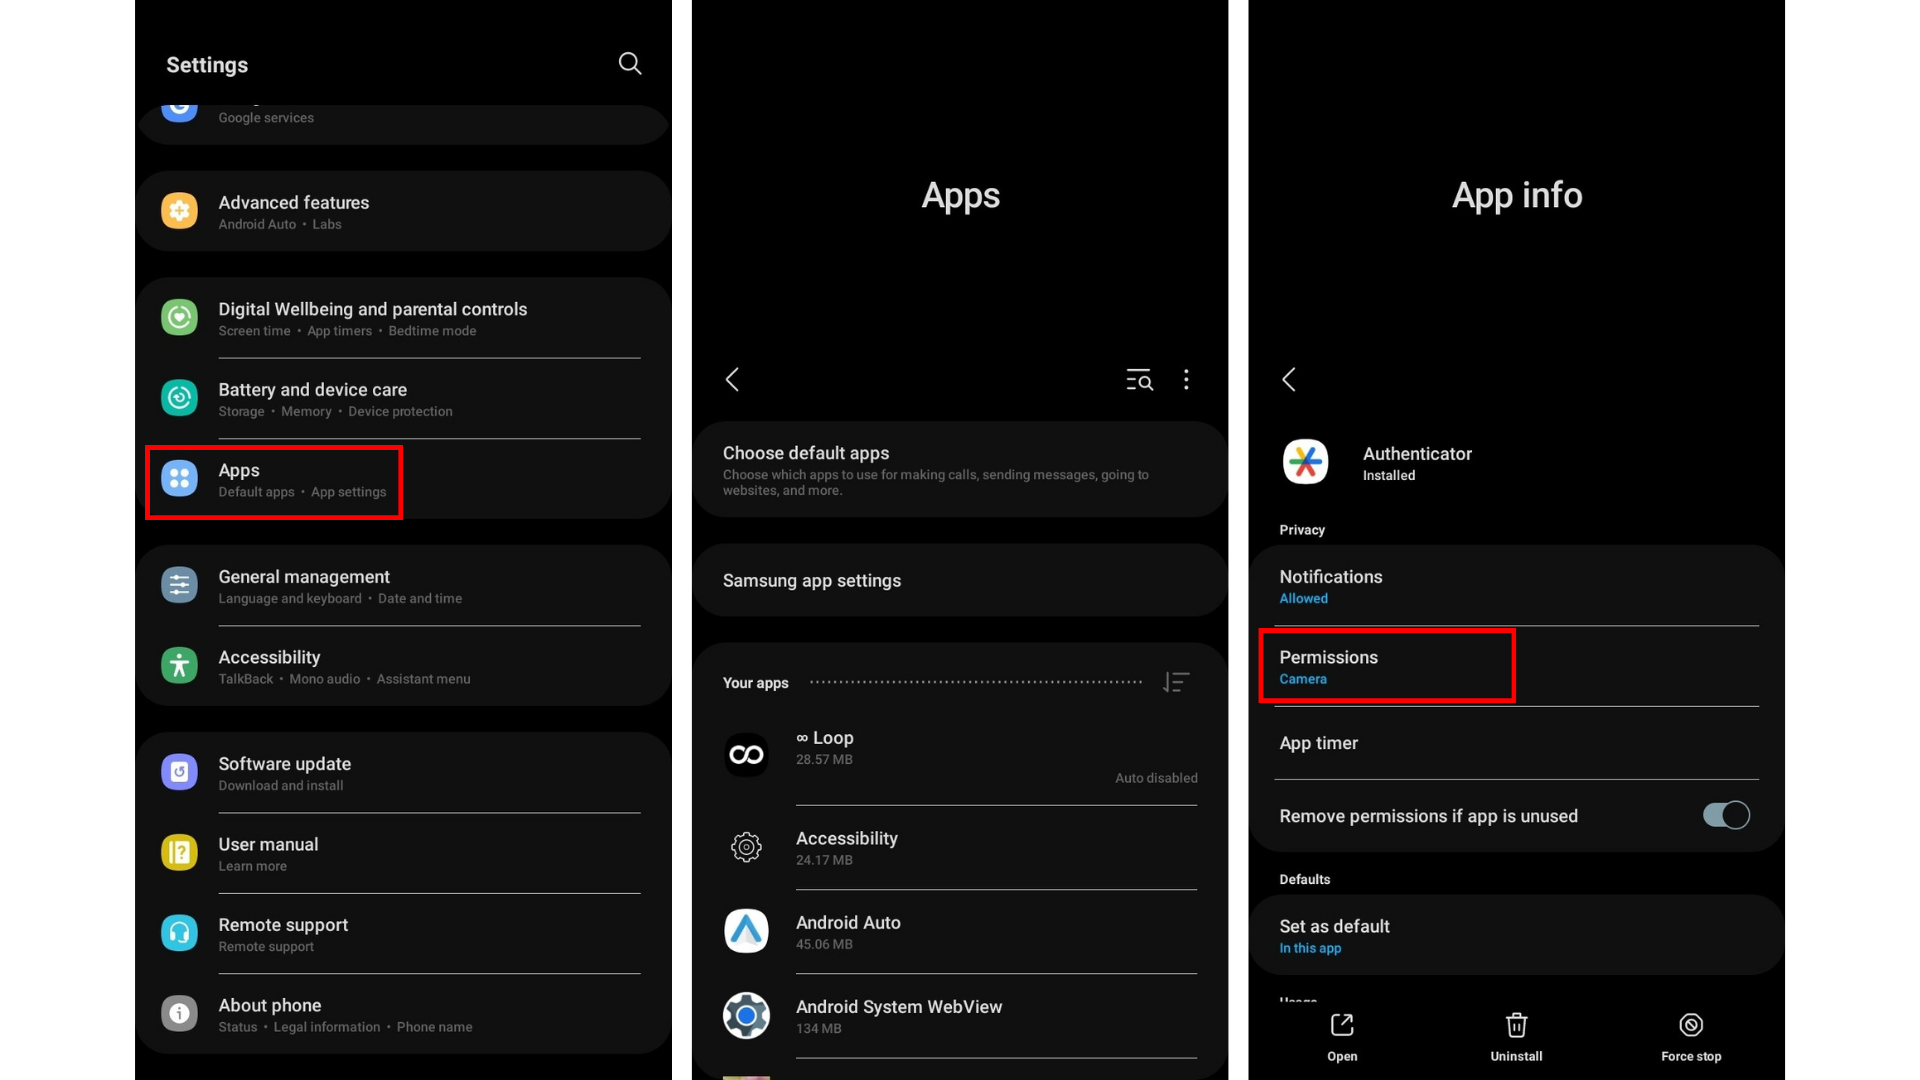 Settings
Google services
Advanced features
Android Auto • Labs
Digital Wellbeing and parental controls
Screen time • App timers • Bedtime mode
Battery and device care
Storage • Memory • Device protection
Apps
Default apps • App settings
General management
Language and keyboard • Date and time
Accessibility
TalkBack • Mono audio • Assistant menu
Software update
Download and install
User manual
Learn more
Remote support
Remote support
About phone
Status • Legal information • Phone name
Apps
Choose default apps
Choose which apps to use for making calls, sending messages, going to
websites, and more.
Samsung app settings
Your apps
∞ Loop
28.57 MB
Auto disabled
Accessibility
24.17 MB
Android Auto
45.06 MB
Android System WebView
134 MB
App info
Authenticator
Installed
Privacy
Notifications
Allowed
Permissions
Camera
App timer
Remove permissions if app is unused
Defaults
Set as default
In this app
Open
Uninstall
Force stop